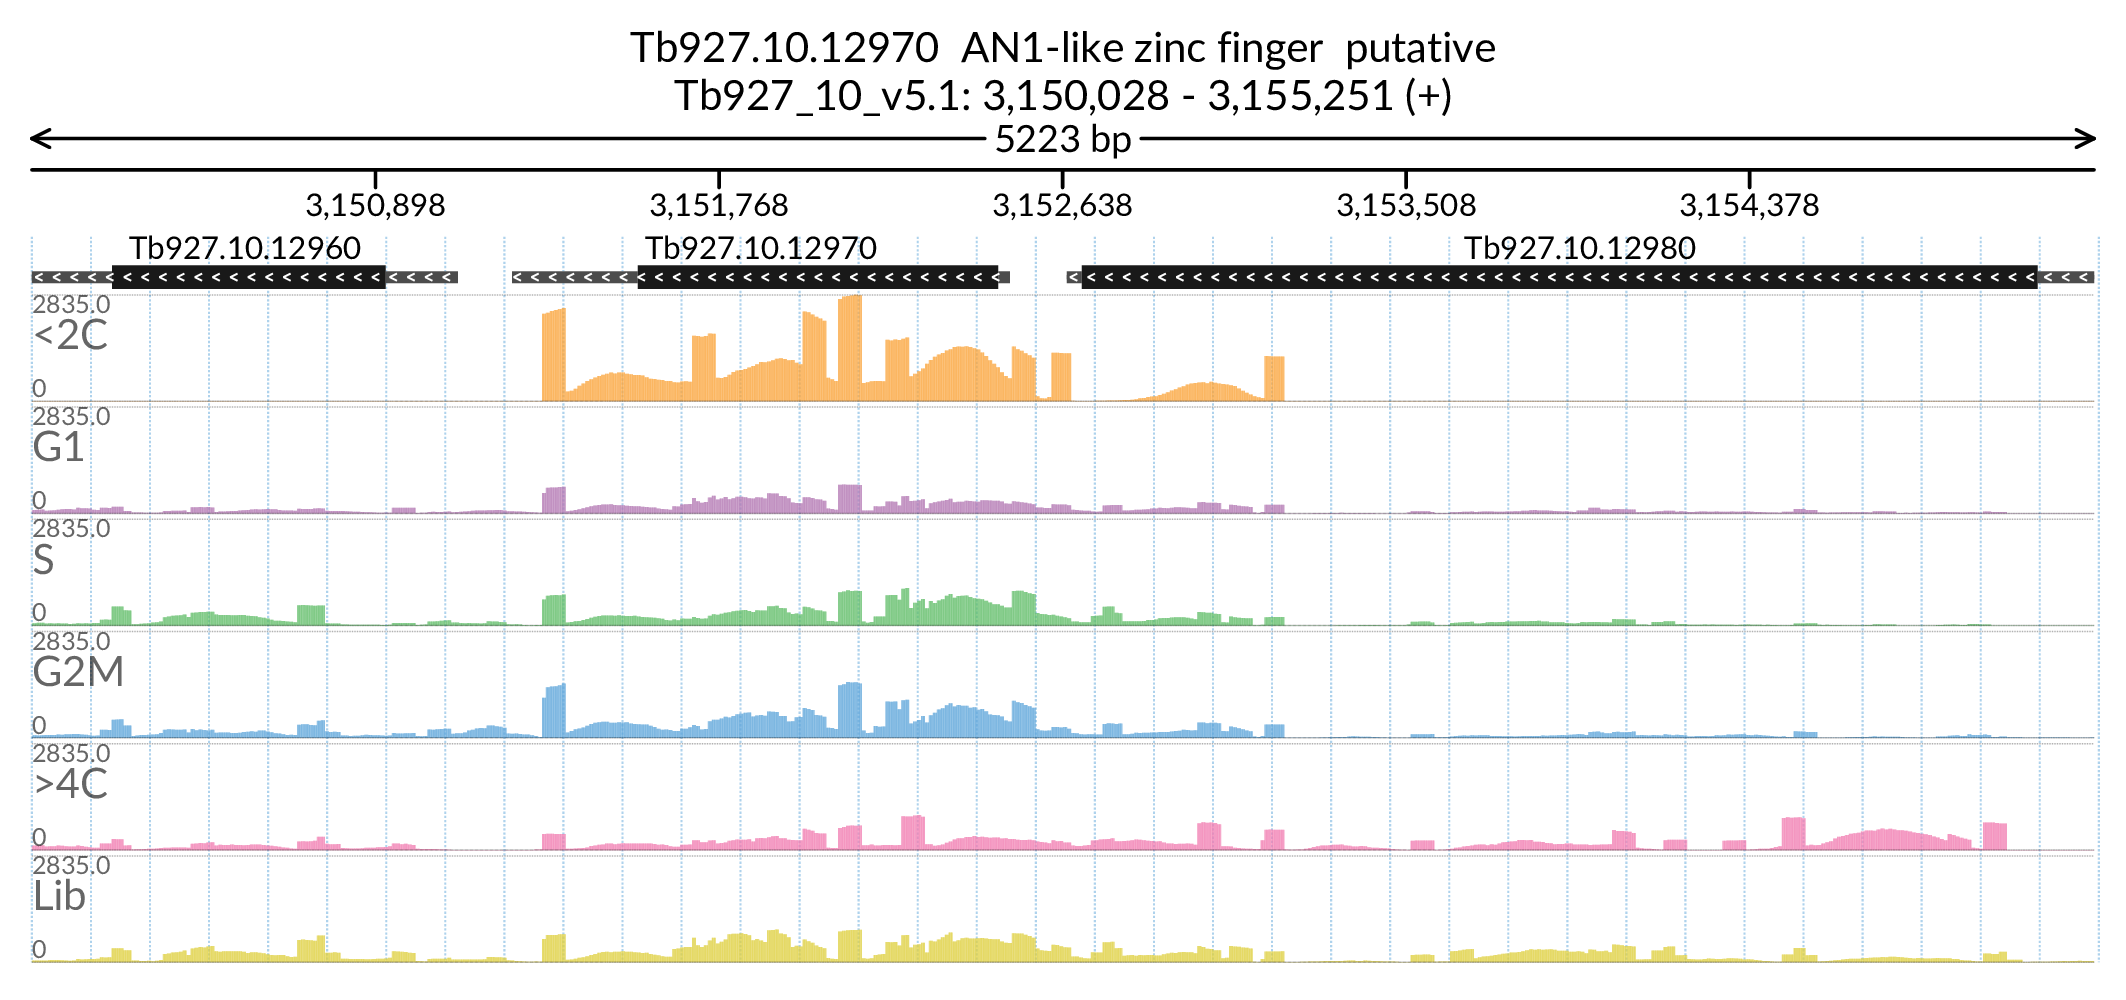 Tb927.10.12970  AN1-like zinc finger  putative
Tb927_10_v5.1: 3,150,028 - 3,155,251 (+)
5223 bp
3,150,898 3,151,768 3,152,638 3,153,508 3,154,378
Tb927.10.12960 Tb927.10.12970 Tb927.10.12980
2835.0
<2C
0
2835.0
G1
0
2835.0
S
0
2835.0
G2M
0
2835.0
>4C
0
2835.0
Lib
0